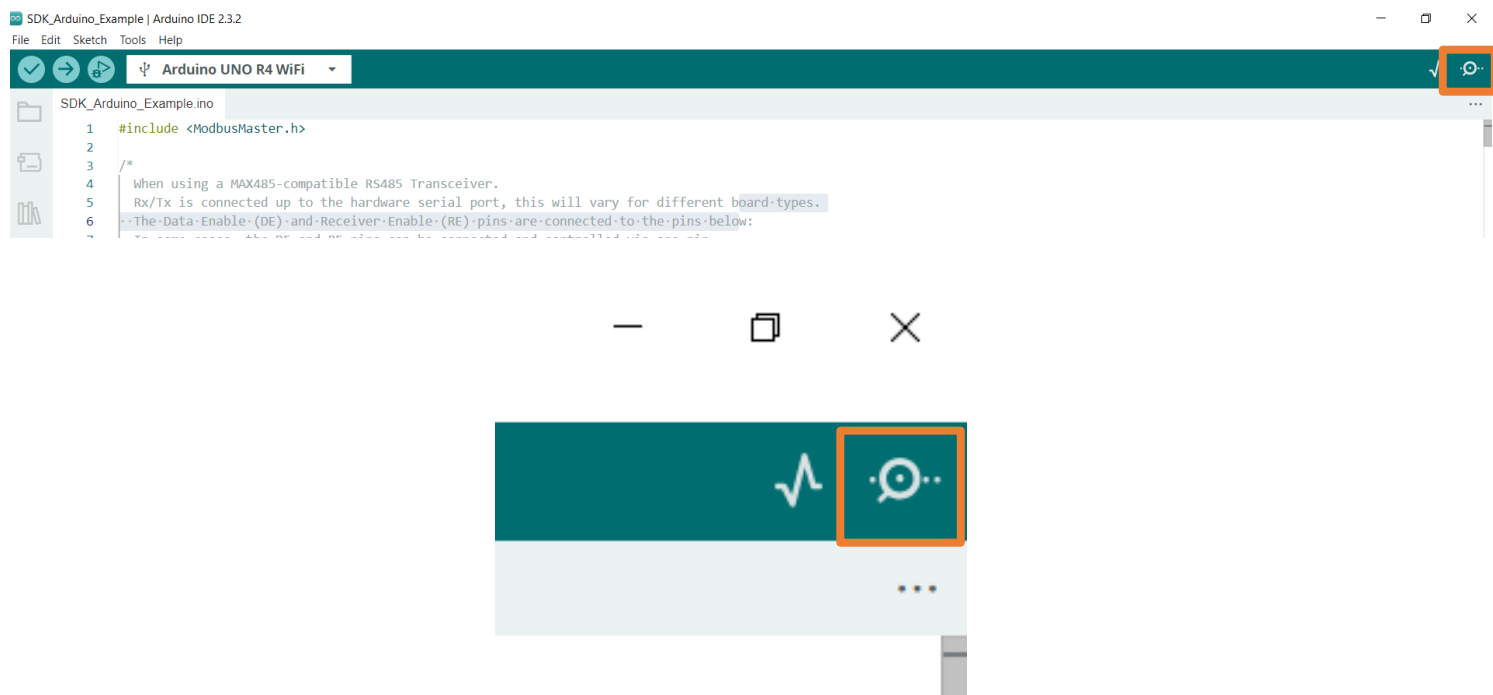 SDK_Arduino_Example | Arduino IDE 2.3.2
File Edit Sketch Tools Help
Arduino UNO R4 WiFi
SDK_Arduino_Example.ino
1 #include <ModbusMaster.h>
2
3 /*
4 When using a MAX485-compatible RS485 Transceiver.
5 Rx/Tx is connected up to the hardware serial port, this will vary for different board types.
6 ··The·Data·Enable·(DE)·and·Receiver·Enable·(RE)·pins·are·connected·to·the·pins·below: